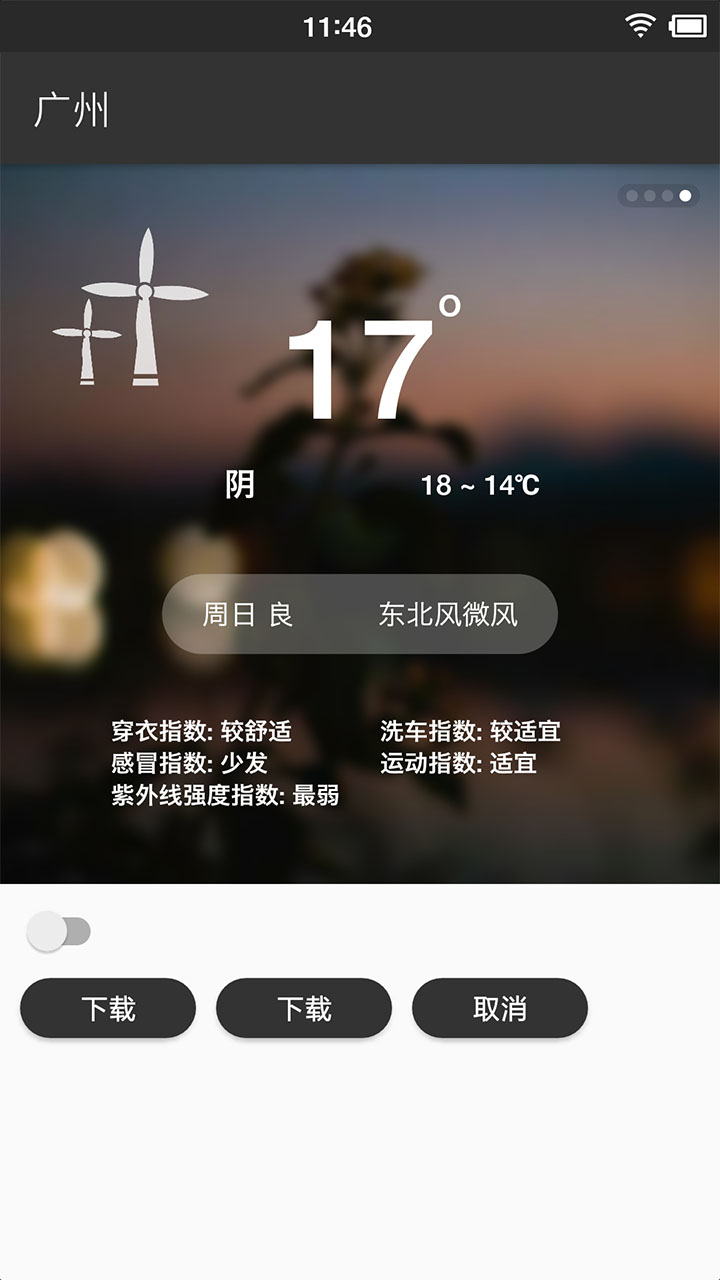 11:46
广州
17°
阴 18 ~ 14℃
周日 良 东北风微风
穿衣指数: 较舒适 洗车指数: 较适宜
感冒指数: 少发 运动指数: 适宜
紫外线强度指数: 最弱
下载 下载 取消